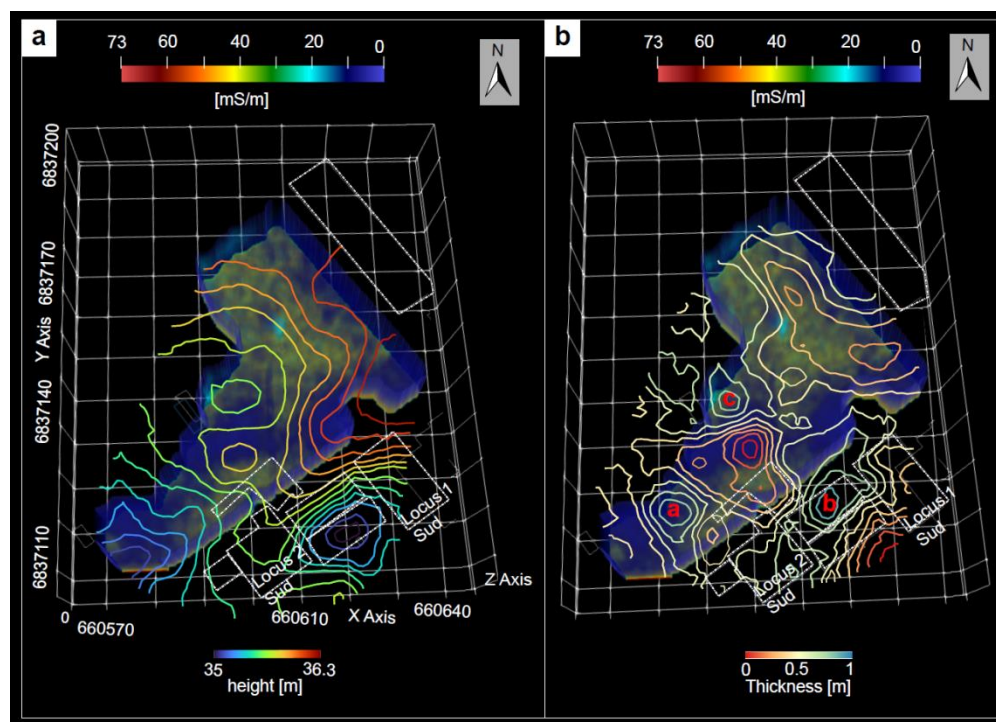 a
73 60 40 20 0
[mS/m]
N
6837200
6837170
Y Axis
6837140
6837110
0 660570
660610
X Axis
660640
Z Axis
Locus 1
Sud
Locus 2
Sud
35 36.3
height [m]
b
73 60 40 20 0
[mS/m]
N
c
a
b
Locus 1
Sud
Locus 2
Sud
0 0.5 1
Thickness [m]